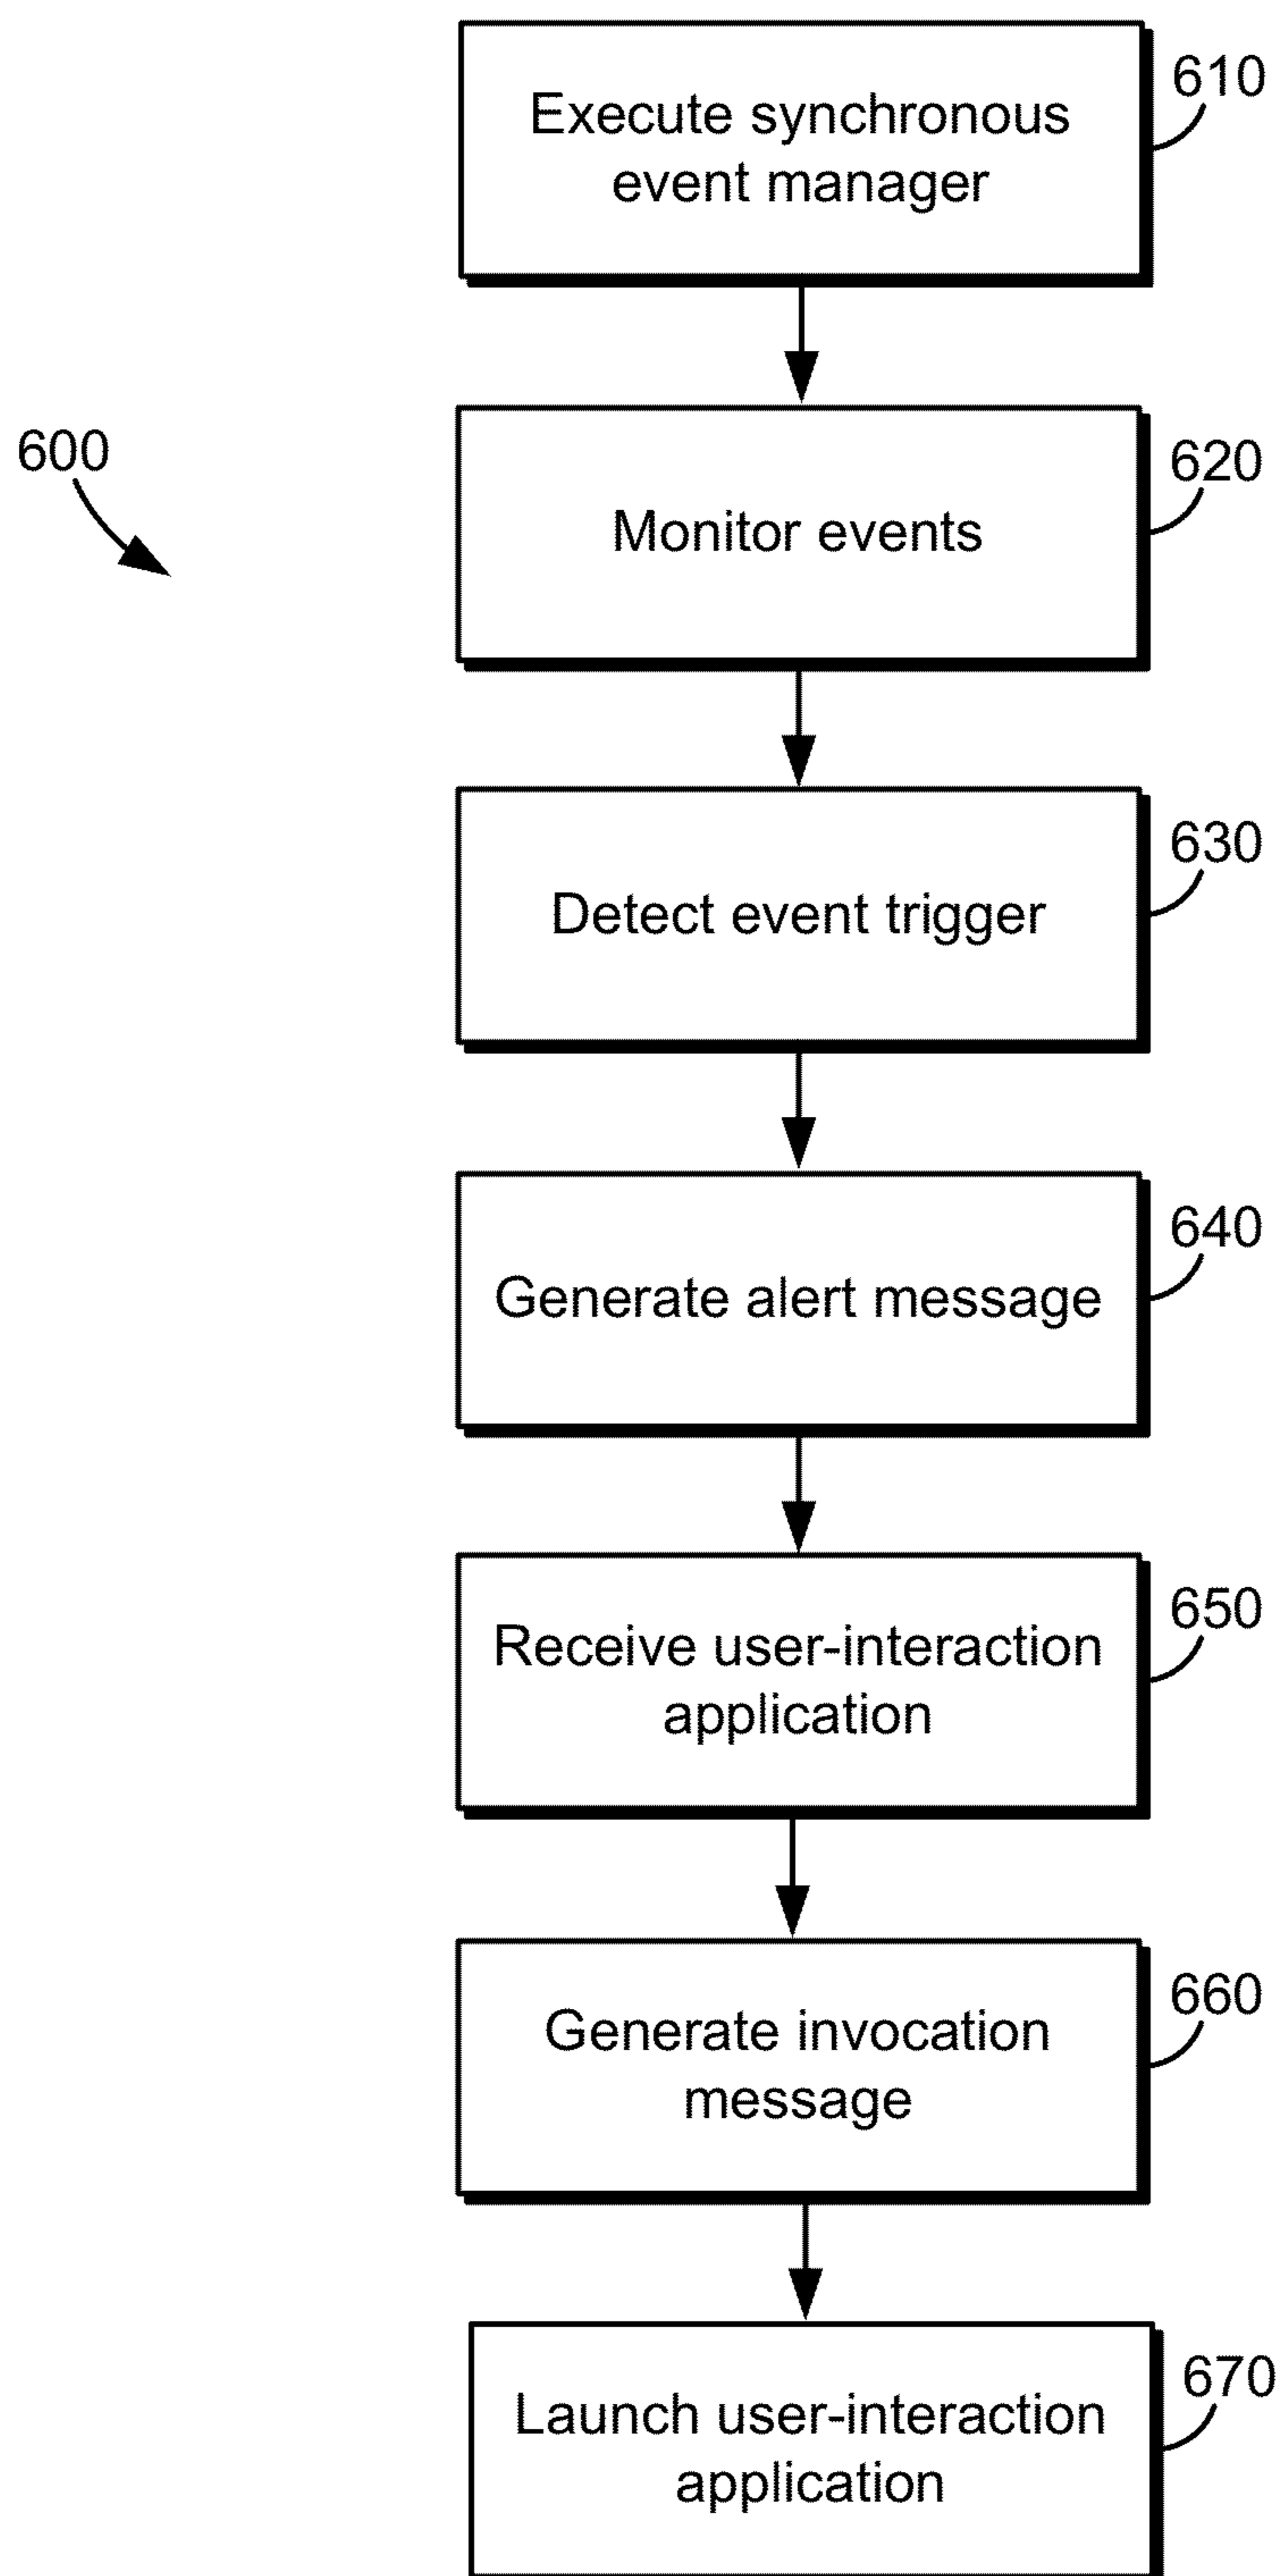 Execute synchronous
event manager
610
600
Monitor events
620
Detect event trigger
630
Generate alert message
640
Receive user-interaction
application
650
Generate invocation
message
660
Launch user-interaction
application
670